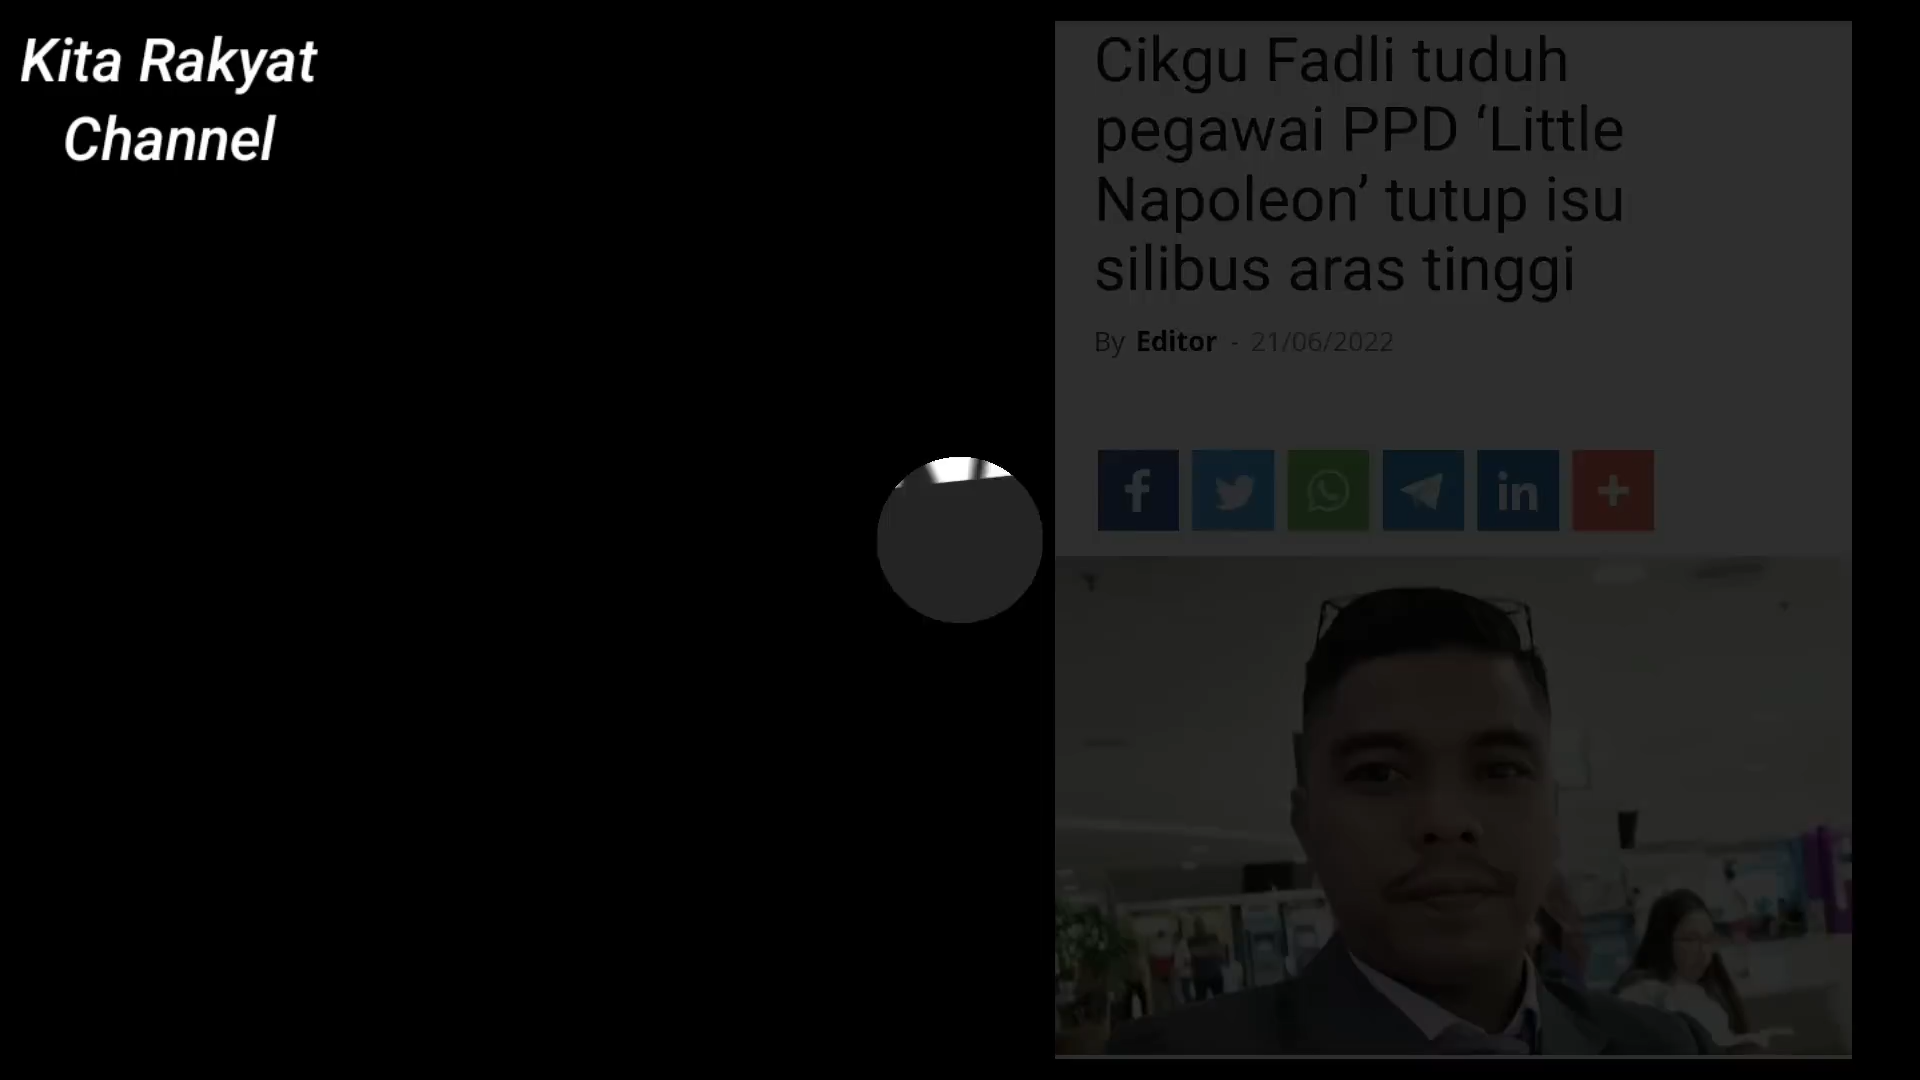 Kita Rakyat
Channel
Cikgu Fadli tuduh
pegawai PPD ‘Little
Napoleon’ tutup isu
silibus aras tinggi
By Editor - 21/06/2022